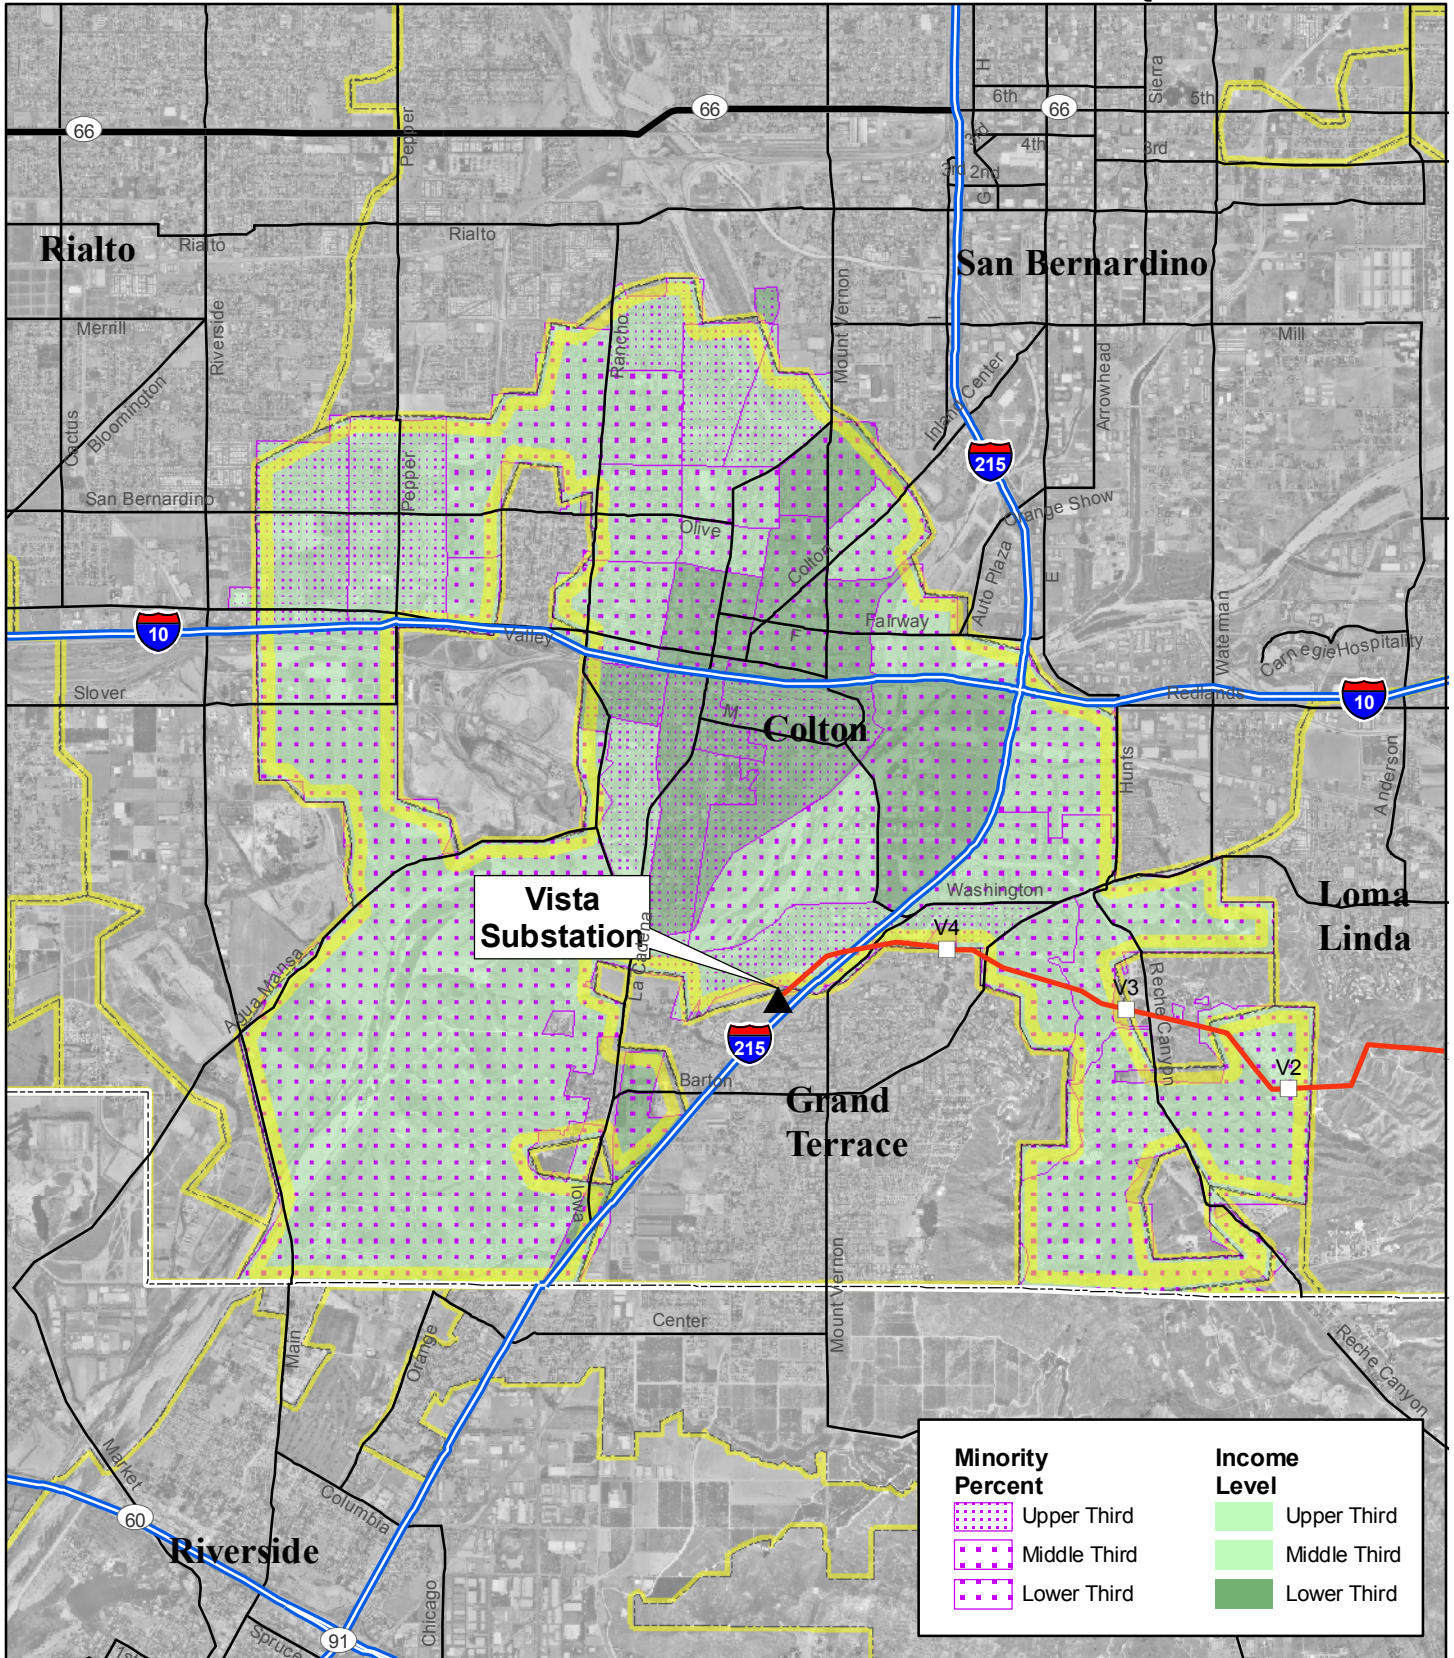 H
Sierra
6th
5th
66
66
66
Pepper
3rd
4th
3rd
3rd
2nd
G
Rialto
Rialto
Rialto
San Bernardino
Mount Vernon
Riverside
Rancho
I
Merrill
Mill
Arrowhead
Inland Center
Bloomington
Cactus
215
Pepper
San Bernardino
Orange Show
Olive
Colton
Auto Plaza
E
Waterman
10
Valley
F
Fairway
Carnegie
Hospitality
Slover
Redlands
10
M
Colton
Hunts
Anderson
Vista
Substation
Washington
Loma
Linda
La Cadena
V4
Agua Mansa
V3
Reche Canyon
215
V2
Barton
Grand
Terrace
Iowa
Mount Vernon
Center
Main
Orange
Reche Canyon
Market
Columbia
60
Riverside
Chicago
Spruce
91
1st
Minority
Percent
Income
Level
Upper Third
Upper Third
Middle Third
Middle Third
Lower Third
Lower Third